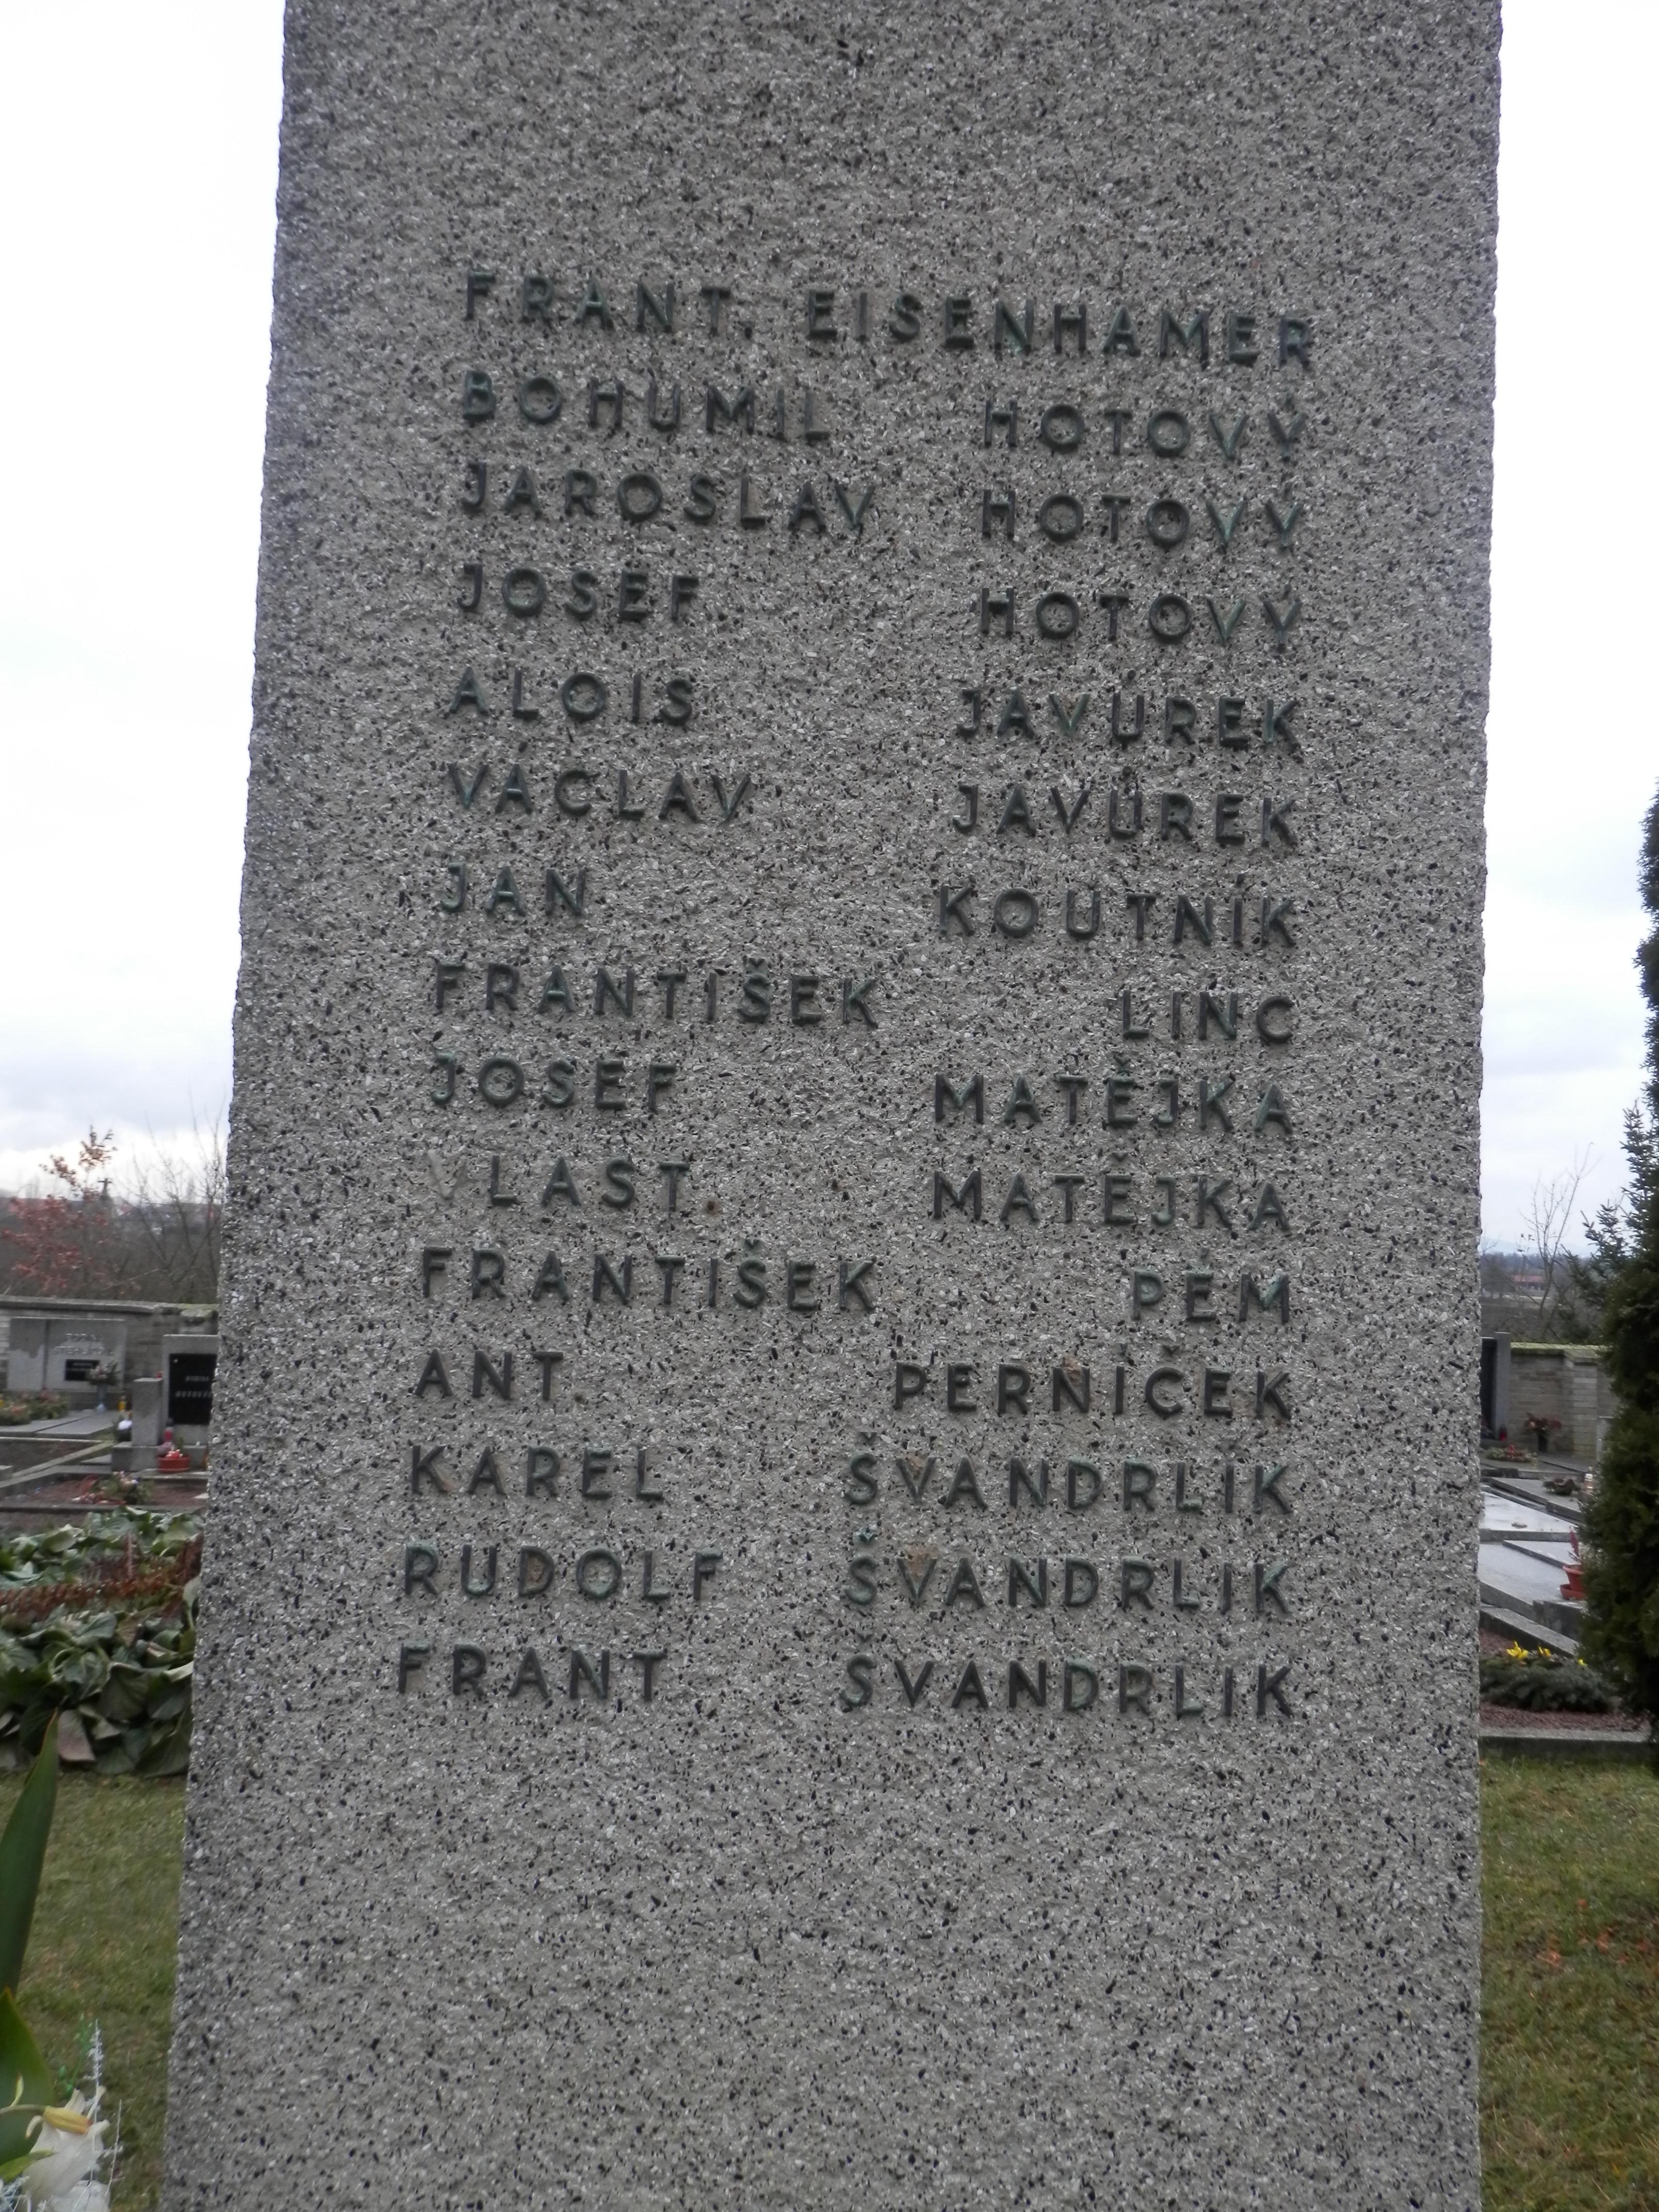 FRANT. EISENHAMER
BOHUMIL HOTOVÝ
JAROSLAV HOTOVÝ
JOSEF HOTOVÝ
ALOIS JAVŮREK
VÁCLAV JAVŮREK
JAN KOUTNÍK
FRANTIŠEK LINC
JOSEF MATĚJKA
VLAST. MATĚJKA
FRANTIŠEK PÉM
ANT. PERNÍČEK
KAREL ŠVANDRLÍK
RUDOLF ŠVANDRLÍK
FRANT ŠVANDRLÍK